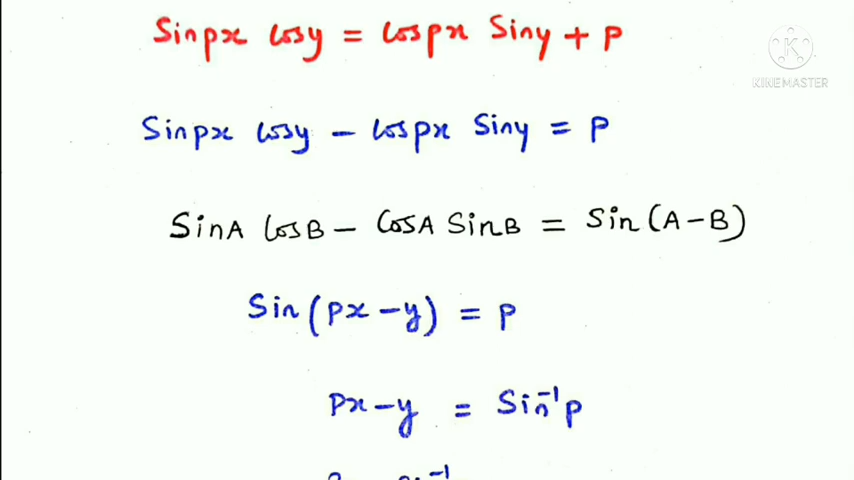 Sinpx cosy = cospx Siny + P
KINEMASTER
Sinpx cosy − cospx Siny = P
SinA CosB − CosA SinB = Sin(A−B)
Sin(Px−y) = P
Px−y = Sin⁻¹p